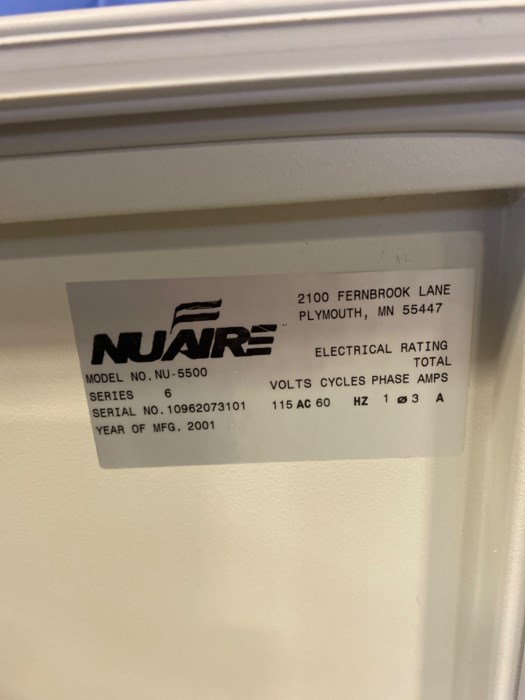 NUAIRE
2100 FERNBROOK LANE
PLYMOUTH, MN 55447
ELECTRICAL RATING
TOTAL
VOLTS CYCLES PHASE AMPS
115 AC 60 HZ 1 ø 3 A
MODEL NO. NU-5500
SERIES 6
SERIAL NO. 10962073101
YEAR OF MFG. 2001